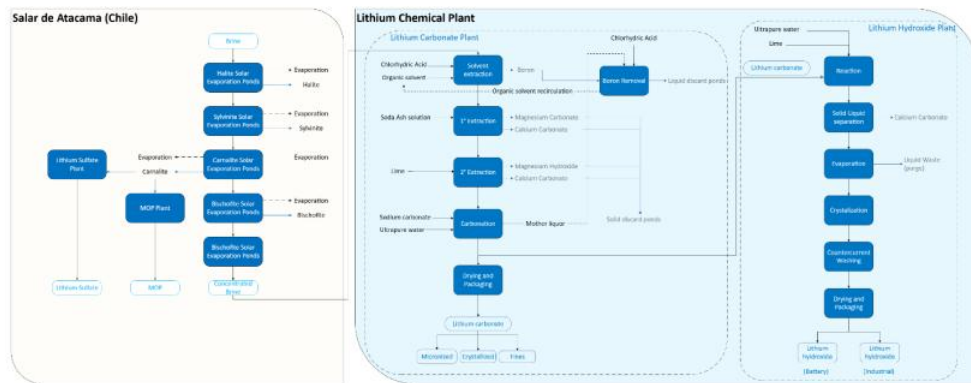 Salar de Atacama (Chile)
Brine
Halite Solar
Evaporation Ponds
Evaporation
Halite
Sylvinite Solar
Evaporation Ponds
Evaporation
Sylvinite
Lithium Sulfate
Plant
Evaporation
Carnalite
Carnalite Solar
Evaporation Ponds
Evaporation
MOP Plant
Bischofite Solar
Evaporation Ponds
Evaporation
Bischofite
Bischofite Solar
Evaporation Ponds
Lithium Sulfate
MOP
Concentrated
Brine
Lithium Chemical Plant
Lithium Carbonate Plant
Chlorhydric Acid
Chlorhydric Acid
Organic solvent
Solvent
extraction
Boron
Boron Removal
Liquid discard ponds
Organic solvent recirculation
Soda Ash solution
1° Extraction
Magnesium Carbonate
Calcium Carbonate
Lime
2° Extraction
Magnesium Hydroxide
Calcium Carbonate
Sodium carbonate
Ultrapure water
Carbonation
Mother liquor
Solid discard ponds
Drying and
Packaging
Lithium carbonate
Micronized
Crystallized
Fines
Lithium Hydroxide Plant
Ultrapure water
Lime
Lithium carbonate
Reaction
Solid Liquid
separation
Calcium Carbonate
Evaporation
Liquid Waste
(purge)
Crystallization
Countercurrent
Washing
Drying and
Packaging
Lithium
hydroxide
(Battery)
Lithium
hydroxide
(Industrial)